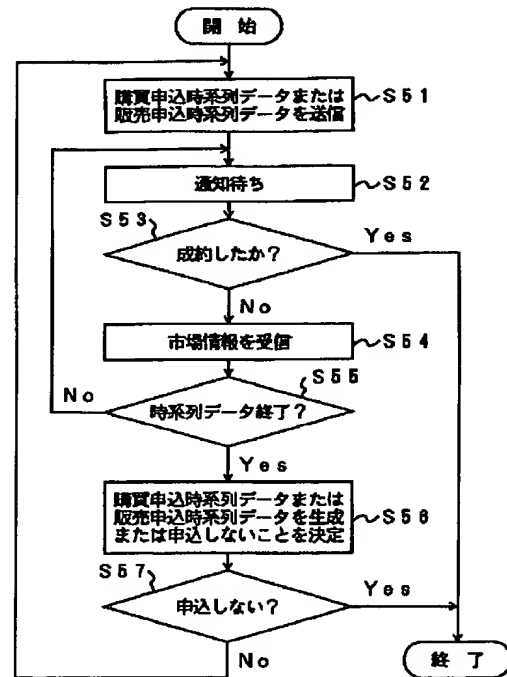 開始
購買申込時系列データまたは
販売申込時系列データを送信
S51
通知待ち
S52
S53
成約したか？
Yes
No
市場情報を受信
S54
S55
No
時系列データ終了？
Yes
購買申込時系列データまたは
販売申込時系列データを生成
または申込しないことを決定
S56
S57
申込しない？
Yes
No
終了